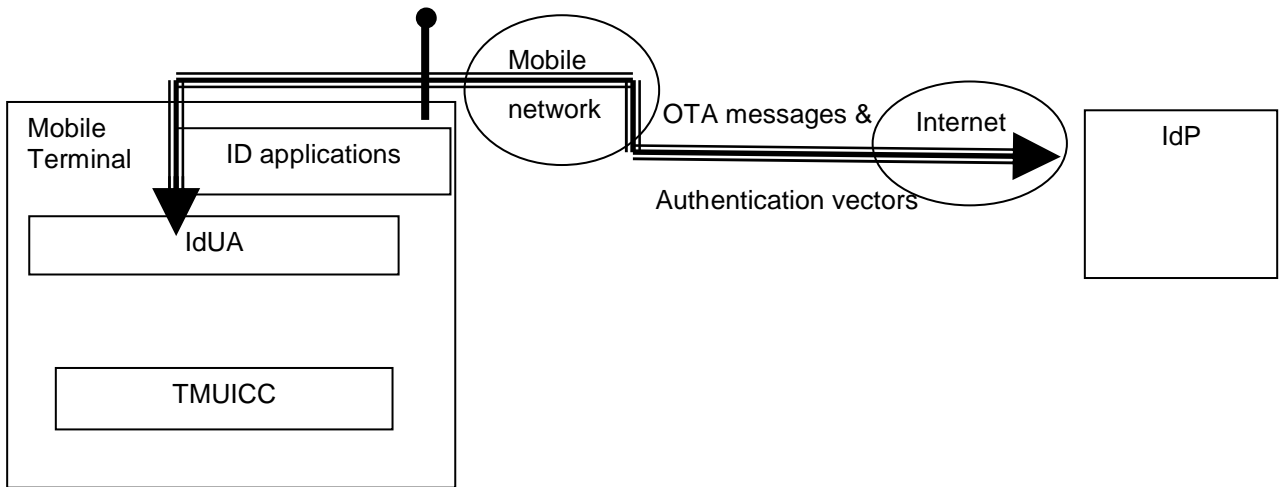 Mobile
network
OTA messages &
Internet
Authentication vectors
IdP
Mobile
Terminal
ID applications
IdUA
TMUICC